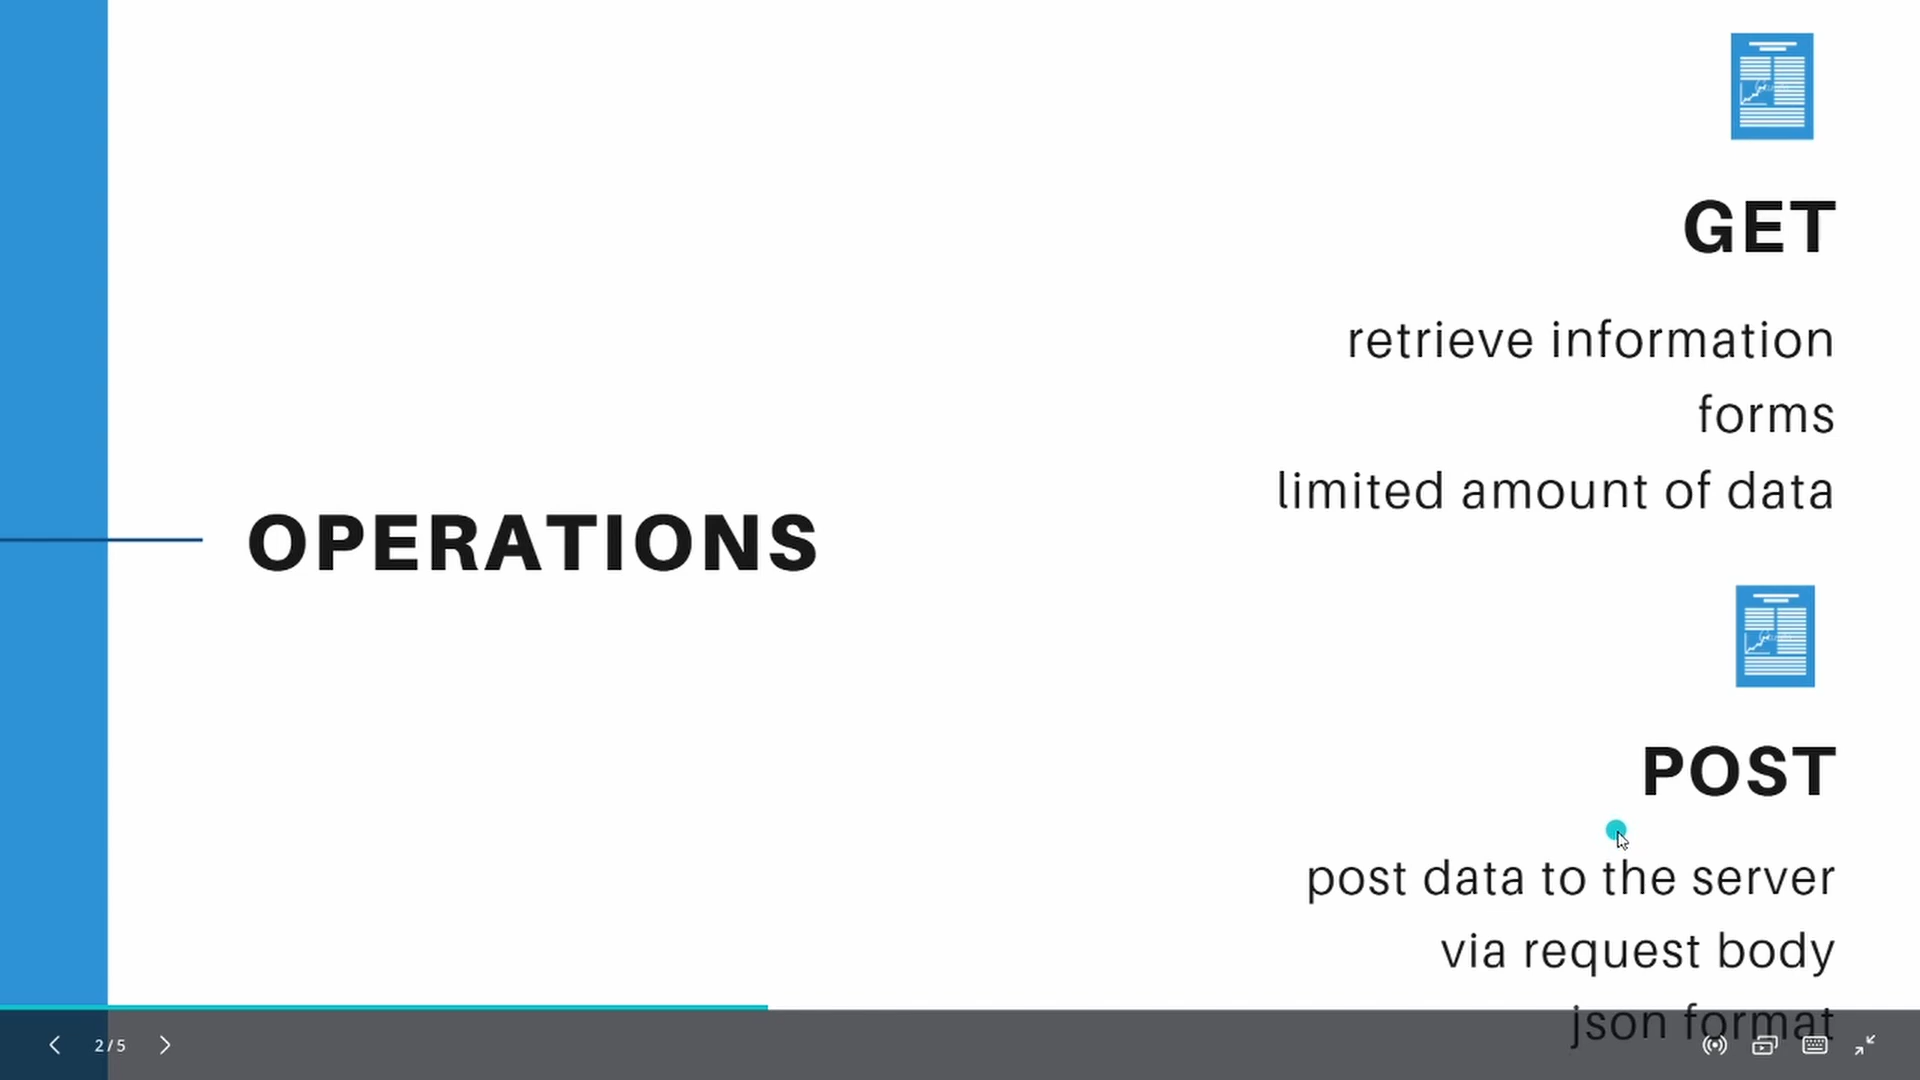 GET
retrieve information
forms
limited amount of data
OPERATIONS
POST
post data to the server
via request body
json format
2/5